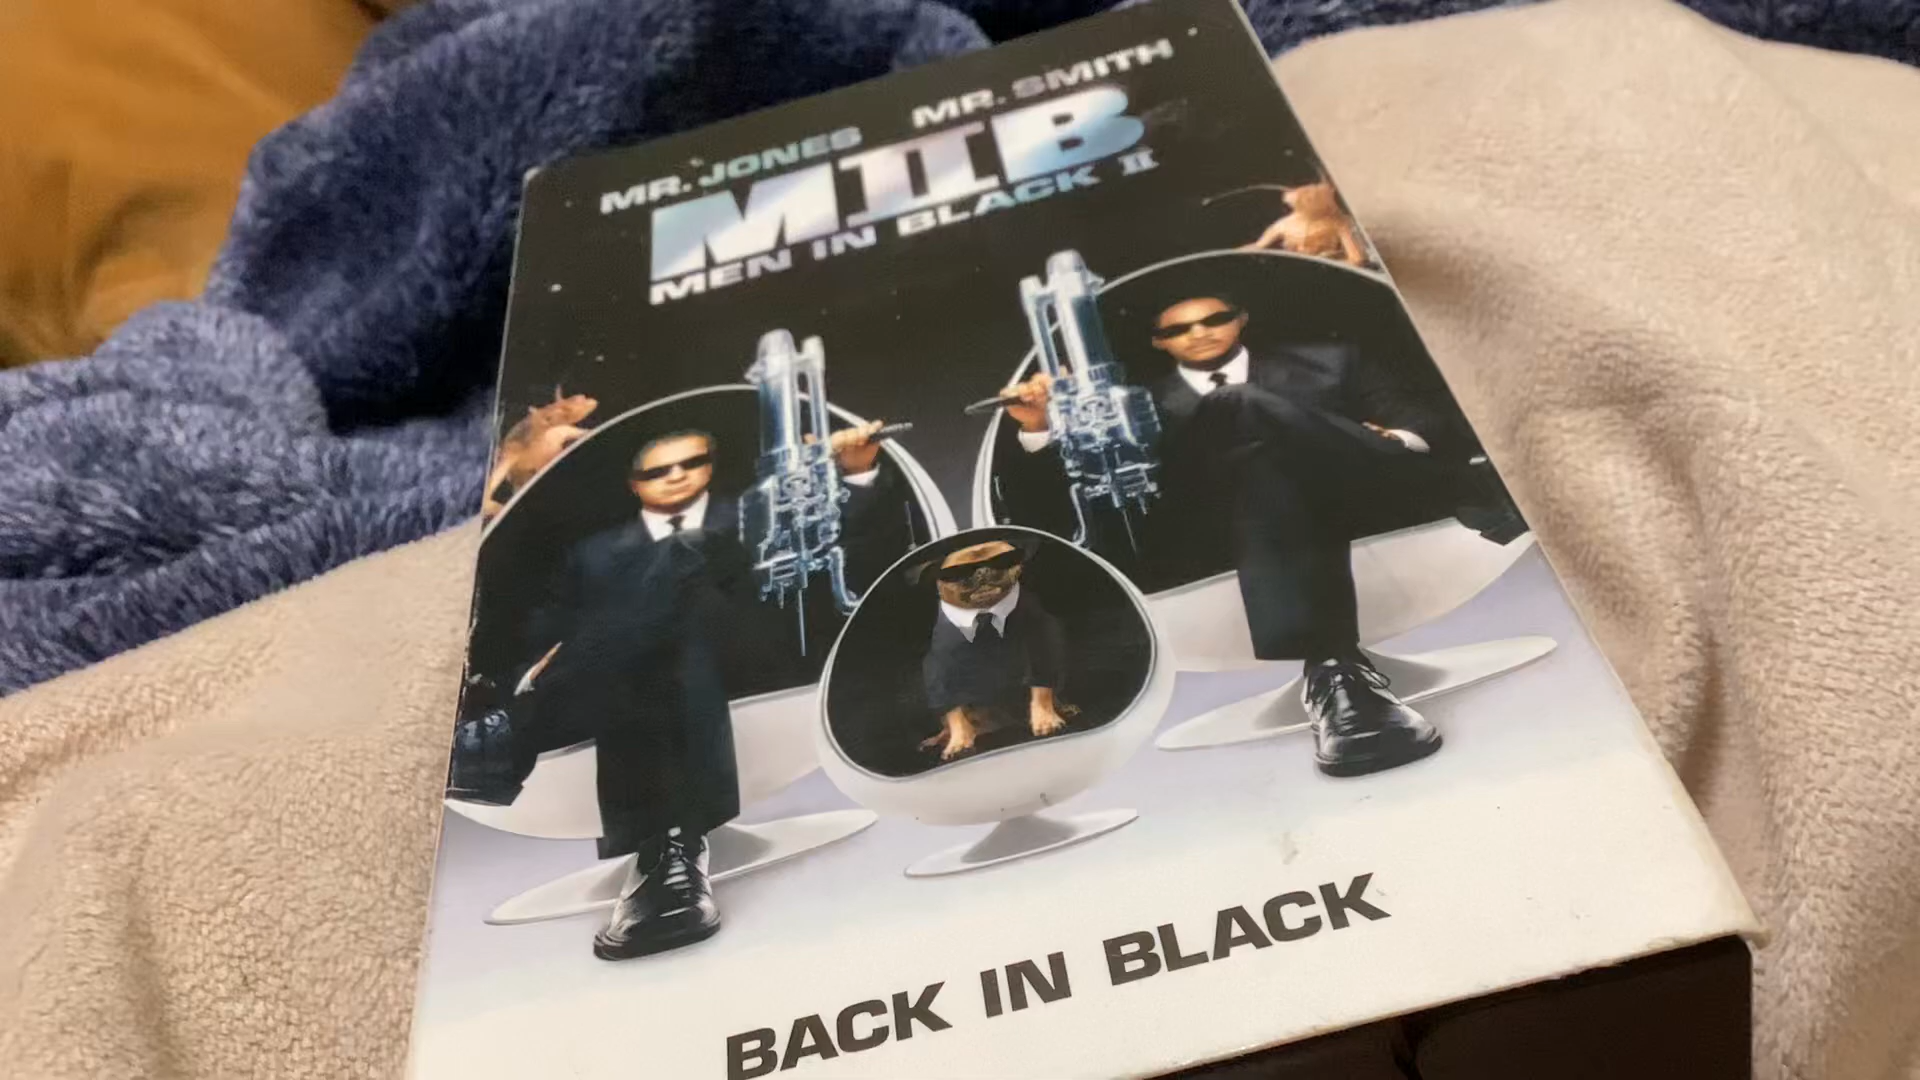 MR. JONES MR. SMITH
MIIB
MEN IN BLACK II
BACK IN BLACK